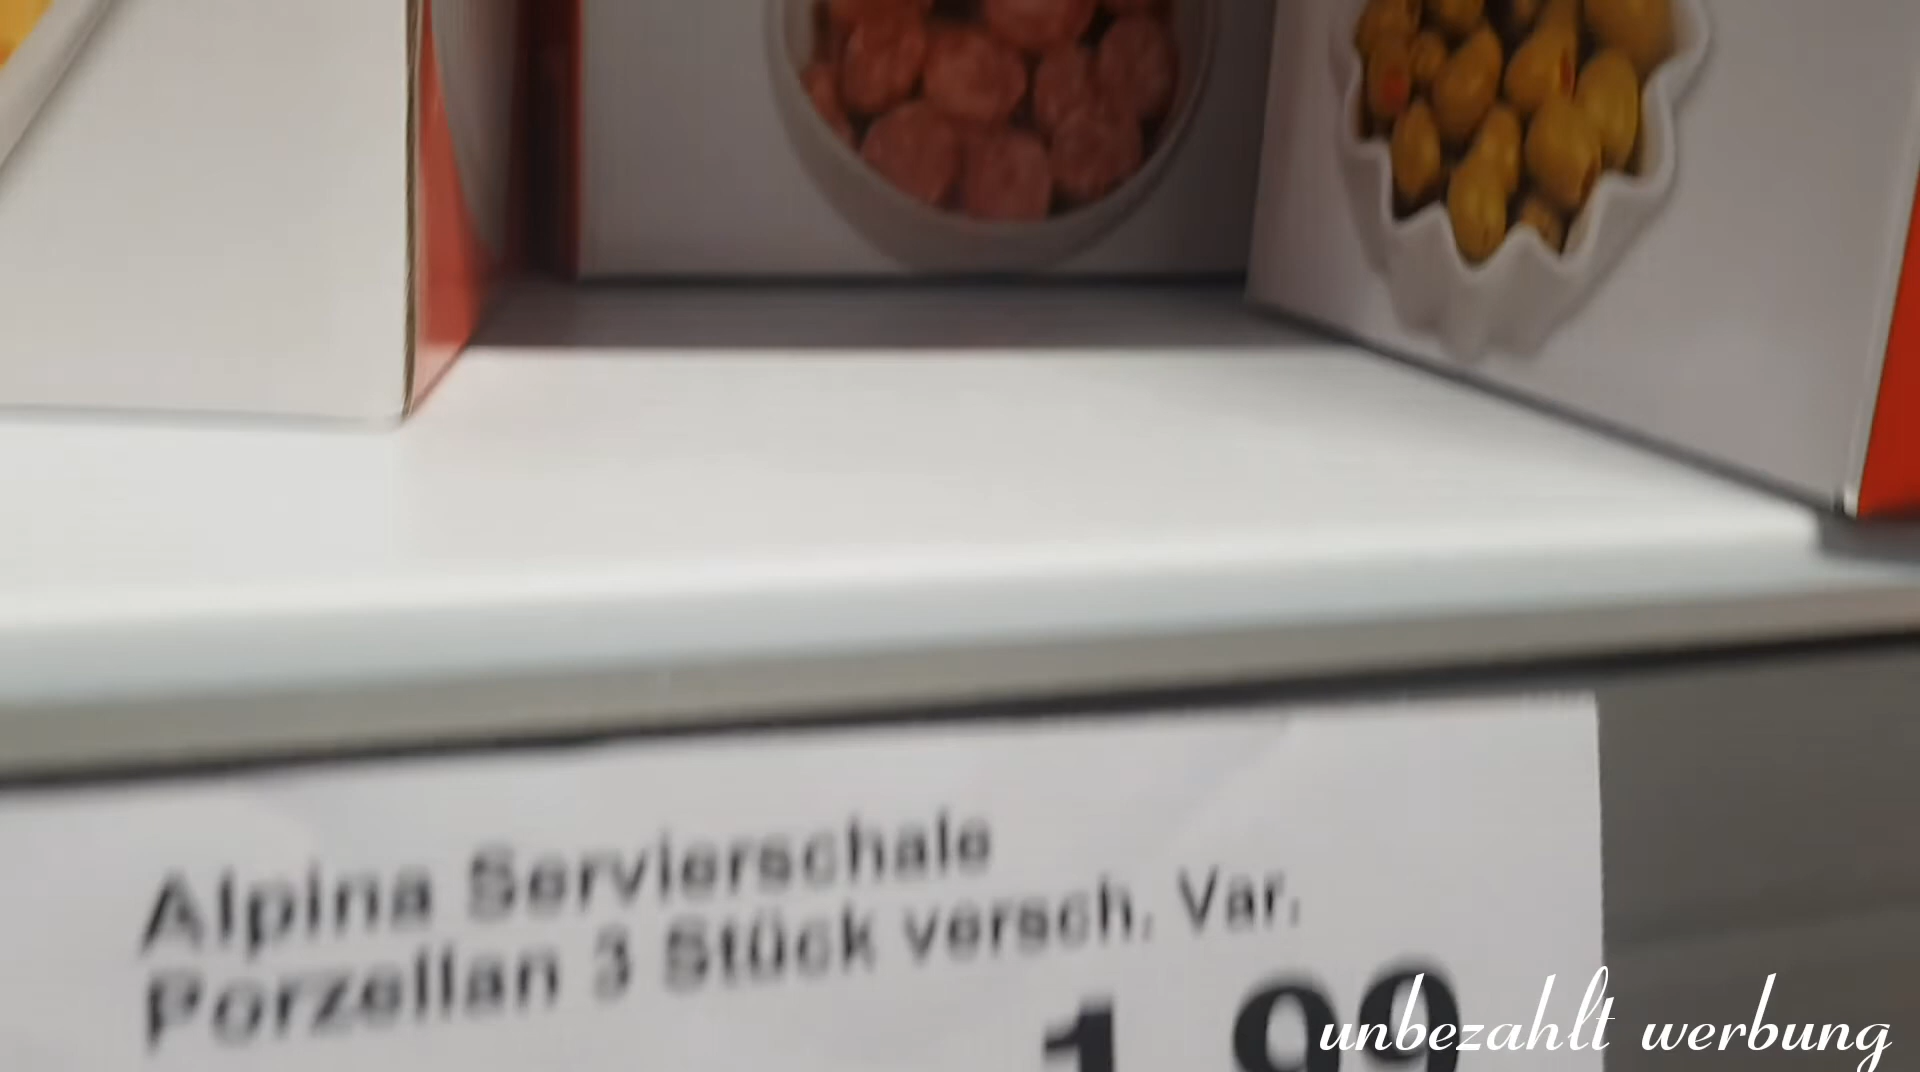 Alpina Servierschale
Porzellan 3 Stück versch. Var.
1.99
unbezahlt werbung